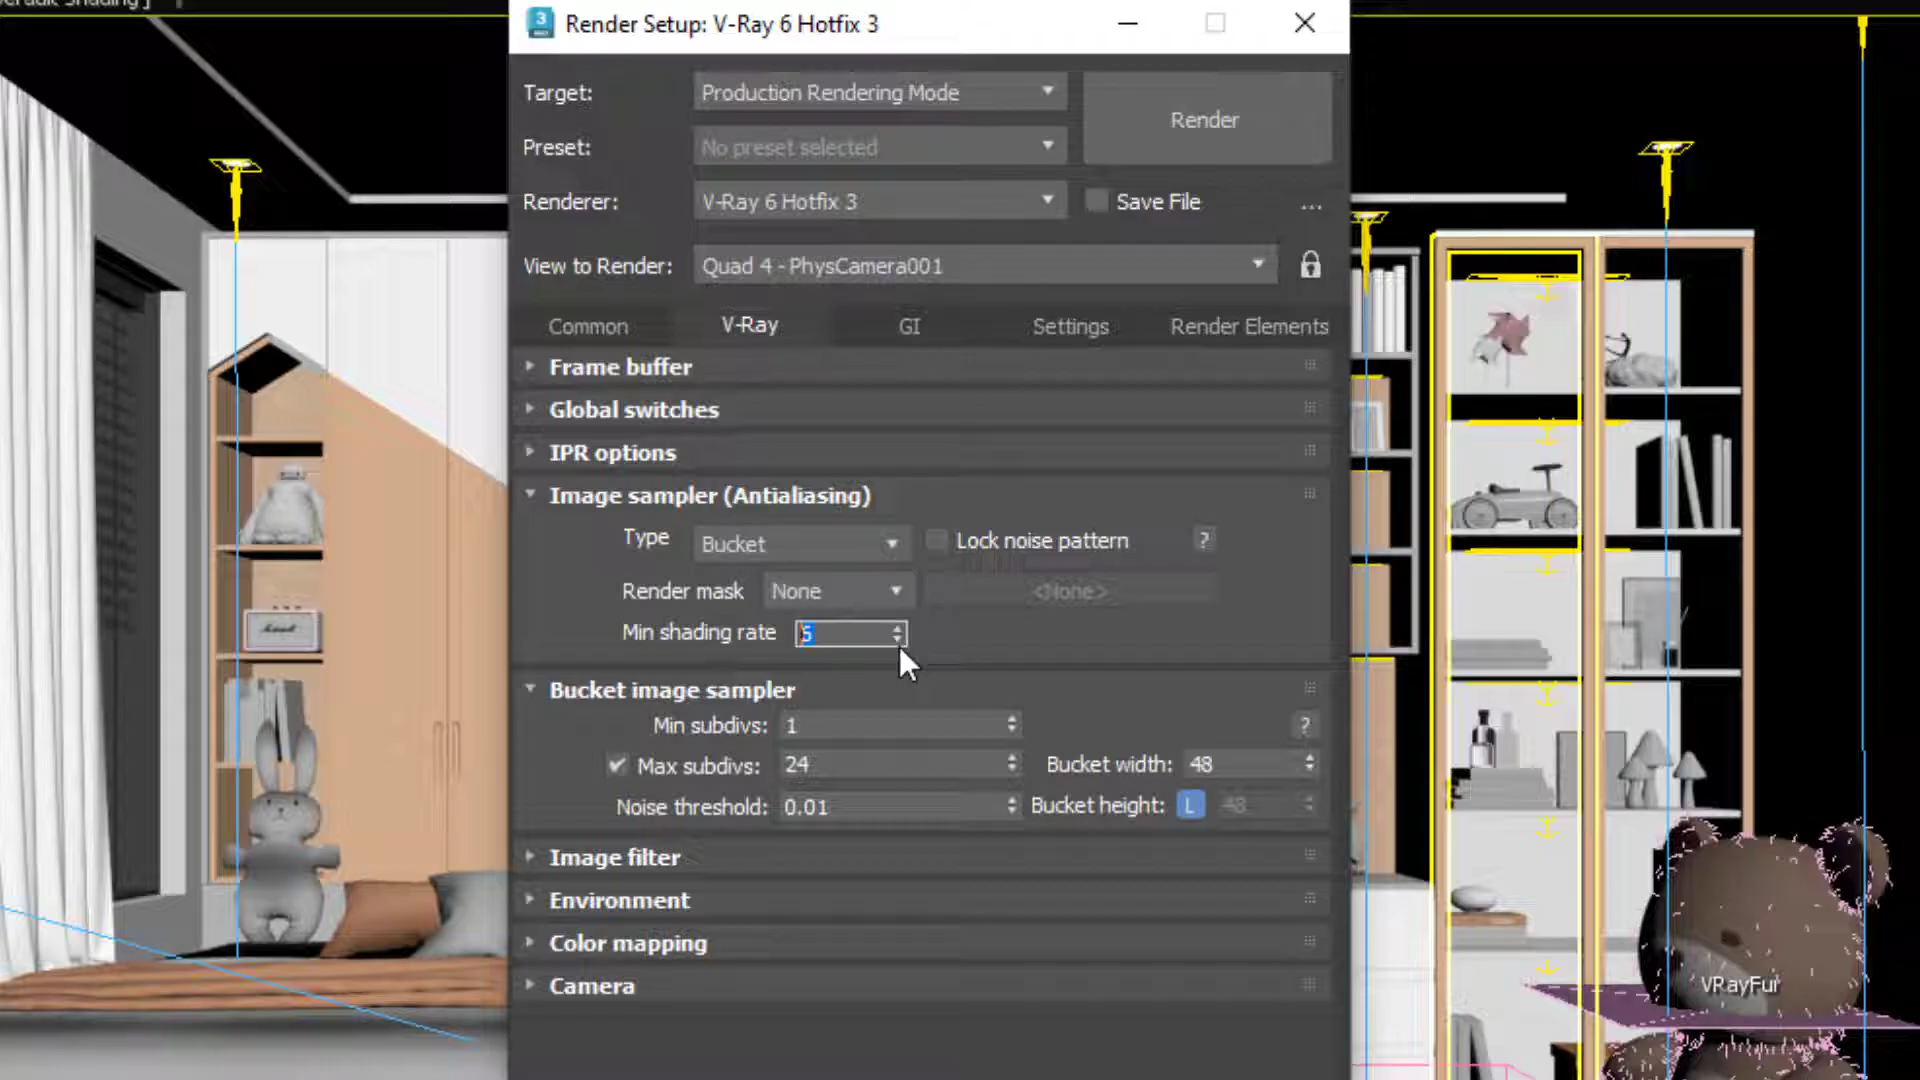 Render Setup: V-Ray 6 Hotfix 3
Target:
Production Rendering Mode
Render
Preset:
No preset selected
Renderer:
V-Ray 6 Hotfix 3
Save File
...
View to Render:
Quad 4 - PhysCamera001
Common
V-Ray
GI
Settings
Render Elements
Frame buffer
Global switches
IPR options
Image sampler (Antialiasing)
Type
Bucket
Lock noise pattern
?
Render mask
None
<None>
Min shading rate
6
Bucket image sampler
Min subdivs:
1
?
Max subdivs:
24
Bucket width:
48
Noise threshold:
0.01
Bucket height:
L
48
Image filter
Environment
Color mapping
Camera
VRayFur